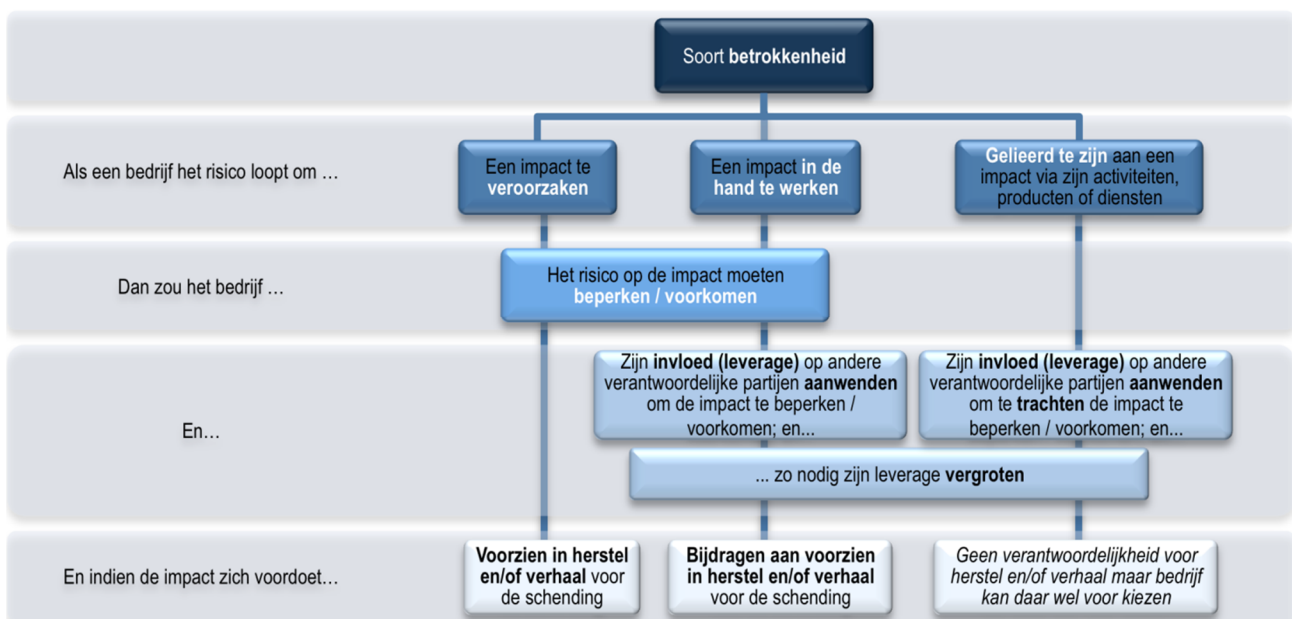 Soort betrokkenheid
Als een bedrijf het risico loopt om …
Een impact te
veroorzaken
Een impact in de
hand te werken
Gelieerd te zijn aan een
impact via zijn activiteiten,
producten of diensten
Dan zou het bedrijf …
Het risico op de impact moeten
beperken / voorkomen
En…
Zijn invloed (leverage) op andere
verantwoordelijke partijen aanwenden
om de impact te beperken /
voorkomen; en...
Zijn invloed (leverage) op andere
verantwoordelijke partijen aanwenden
om te trachten de impact te
beperken / voorkomen; en...
... zo nodig zijn leverage vergroten
En indien de impact zich voordoet…
Voorzien in herstel
en/of verhaal voor
de schending
Bijdragen aan voorzien
in herstel en/of verhaal
voor de schending
Geen verantwoordelijkheid voor
herstel en/of verhaal maar bedrijf
kan daar wel voor kiezen